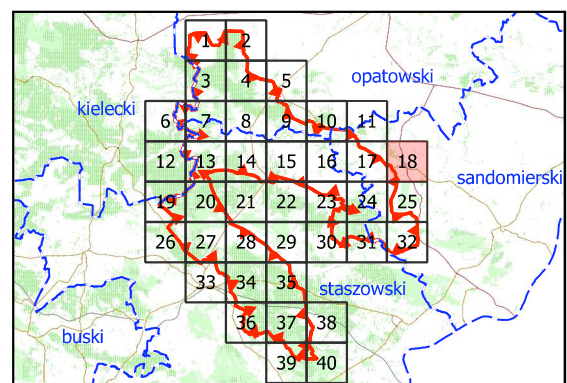 1 2
3 4 5
opatowski
kielecki
6 7 8 9 10 11
12 13 14 15 16 17 18
sandomierski
19 20 21 22 23 24 25
26 27 28 29 30 31 32
33 34 35
staszowski
36 37 38
buski
39 40